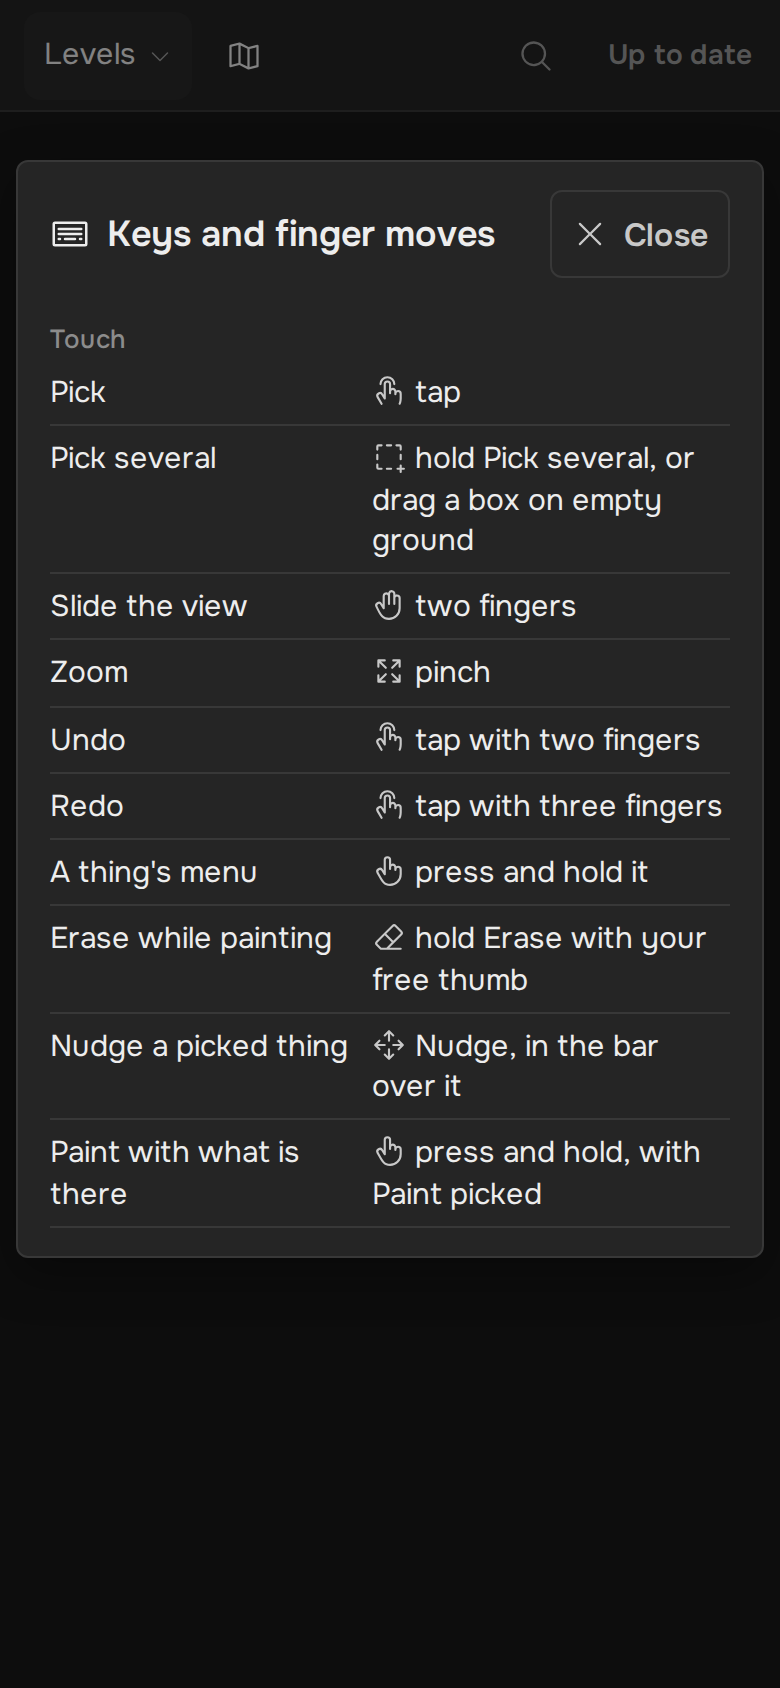 Levels
Up to date
Keys and finger moves
Close
Touch
Pick
tap
Pick several
hold Pick several, or
drag a box on empty
ground
Slide the view
two fingers
Zoom
pinch
Undo
tap with two fingers
Redo
tap with three fingers
A thing's menu
press and hold it
Erase while painting
hold Erase with your
free thumb
Nudge a picked thing
Nudge, in the bar
over it
Paint with what is
there
press and hold, with
Paint picked